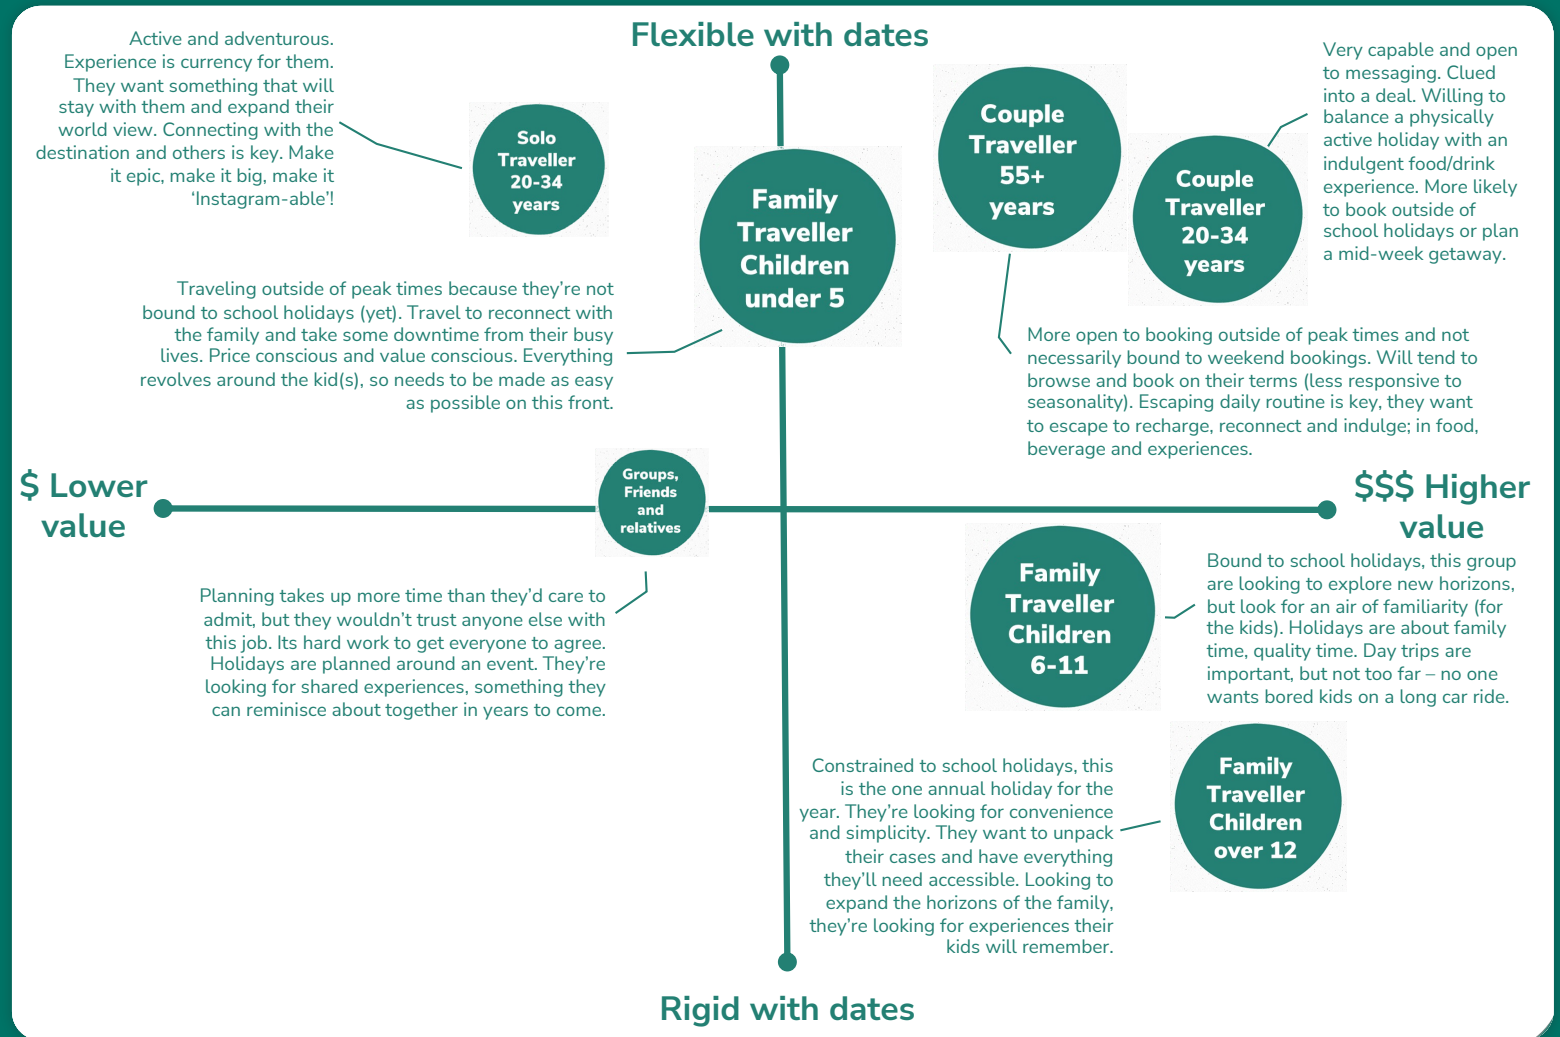 Flexible with dates
Active and adventurous.
Experience is currency for them.
They want something that will
stay with them and expand their
world view. Connecting with the
destination and others is key. Make
it epic, make it big, make it
‘Instagram-able’!
Solo
Traveller
20-34
years
Family
Traveller
Children
under 5
Couple
Traveller
55+
years
Couple
Traveller
20-34
years
Very capable and open
to messaging. Clued
into a deal. Willing to
balance a physically
active holiday with an
indulgent food/drink
experience. More likely
to book outside of
school holidays or plan
a mid-week getaway.
Traveling outside of peak times because they’re not
bound to school holidays (yet). Travel to reconnect with
the family and take some downtime from their busy
lives. Price conscious and value conscious. Everything
revolves around the kid(s), so needs to be made as easy
as possible on this front.
More open to booking outside of peak times and not
necessarily bound to weekend bookings. Will tend to
browse and book on their terms (less responsive to
seasonality). Escaping daily routine is key, they want
to escape to recharge, reconnect and indulge; in food,
beverage and experiences.
$ Lower
value
Groups,
Friends
and
relatives
$$$ Higher
value
Planning takes up more time than they’d care to
admit, but they wouldn’t trust anyone else with
this job. Its hard work to get everyone to agree.
Holidays are planned around an event. They’re
looking for shared experiences, something they
can reminisce about together in years to come.
Family
Traveller
Children
6-11
Bound to school holidays, this group
are looking to explore new horizons,
but look for an air of familiarity (for
the kids). Holidays are about family
time, quality time. Day trips are
important, but not too far – no one
wants bored kids on a long car ride.
Constrained to school holidays, this
is the one annual holiday for the
year. They’re looking for convenience
and simplicity. They want to unpack
their cases and have everything
they’ll need accessible. Looking to
expand the horizons of the family,
they’re looking for experiences their
kids will remember.
Family
Traveller
Children
over 12
Rigid with dates